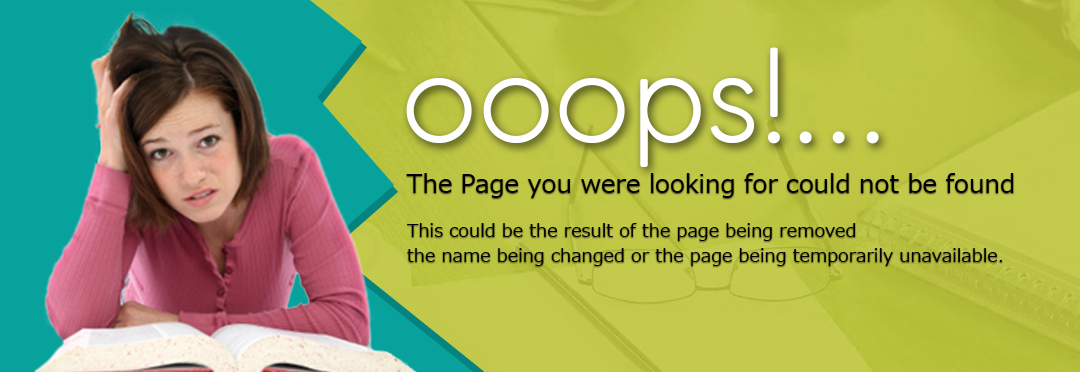 ooops!...
The Page you were looking for could not be found
This could be the result of the page being removed
the name being changed or the page being temporarily unavailable.